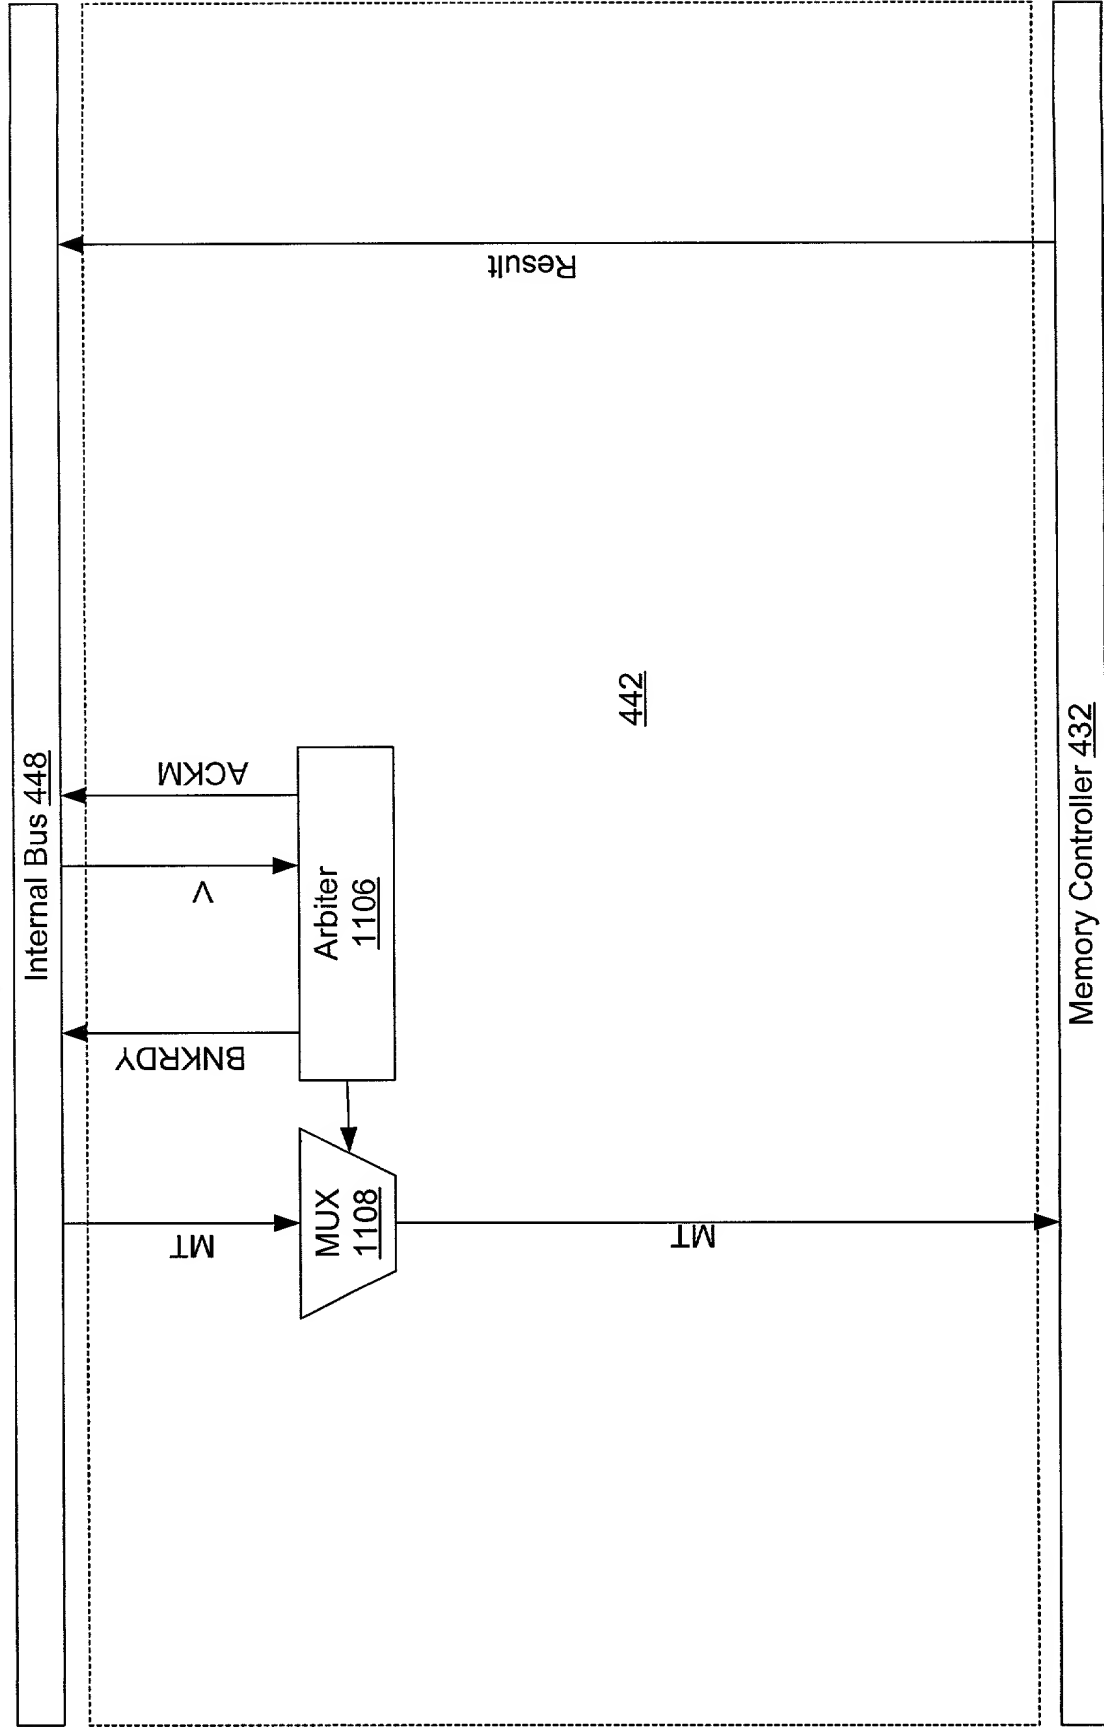 Internal Bus 448
MT
BNKRDY
V
ACKM
MUX
1108
Arbiter
1106
442
MT
Result
Memory Controller 432